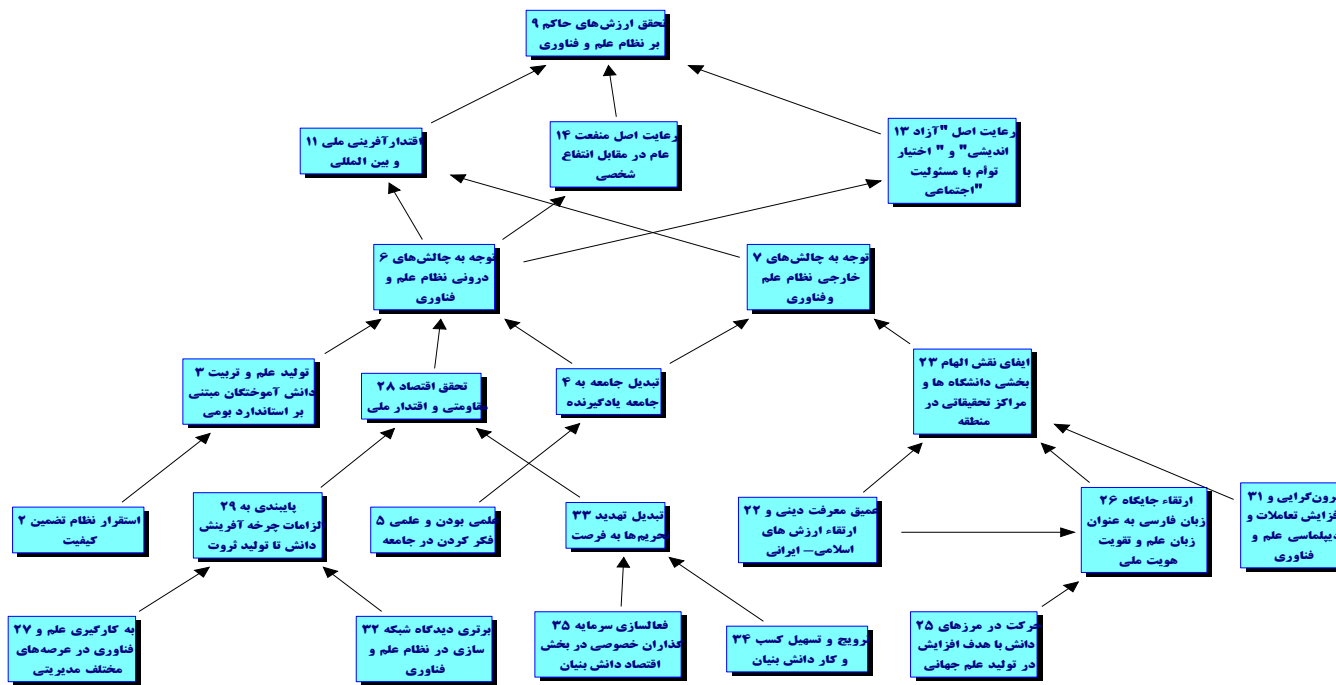 تحقق ارزش‌های حاکم ۹
بر نظام علم و فناوری
اقتدارآفرینی ملی ۱۱
و بین المللی
رعایت اصل منفعت ۱۴
عام در مقابل انتفاع
شخصی
رعایت اصل "آزاد ۱۳
اندیشی" و " اختیار
توأم با مسئولیت
"اجتماعی
توجه به چالش‌های ۶
درونی نظام علم و
فناوری
توجه به چالش‌های ۷
خارجی نظام علم
وفناوری
تولید علم و تربیت ۳
دانش آموختگان مبتنی
بر استاندارد بومی
تحقق اقتصاد ۲۸
مقاومتی و اقتدار ملی
تبدیل جامعه به ۴
جامعه یادگیرنده
ایفای نقش الهام ۲۳
بخشی دانشگاه ها و
مراکز تحقیقاتی در
منطقه
استقرار نظام تضمین ۲
کیفیت
پایبندی به ۲۹
الزامات چرخه آفرینش
دانش تا تولید ثروت
علمی بودن و علمی ۵
فکر کردن در جامعه
تبدیل تهدید ۳۳
تحریم‌ها به فرصت
تعمیق معرفت دینی و ۲۲
ارتقاء ارزش های
اسلامی– ایرانی
ارتقاء جایگاه ۲۶
زبان فارسی به عنوان
زبان علم و تقویت
هویت ملی
برون‌گرایی و ۳۱
افزایش تعاملات و
دیپلماسی علم و
فناوری
به کارگیری علم و ۲۷
فناوری در عرصه‌های
مختلف مدیریتی
برتری دیدگاه شبکه ۳۲
سازی در نظام علم و
فناوری
فعالسازی سرمایه ۳۵
گذاران خصوصی در بخش
اقتصاد دانش بنیان
ترویج و تسهیل کسب ۳۴
و کار دانش بنیان
حرکت در مرزهای ۲۵
دانش با هدف افزایش
در تولید علم جهانی